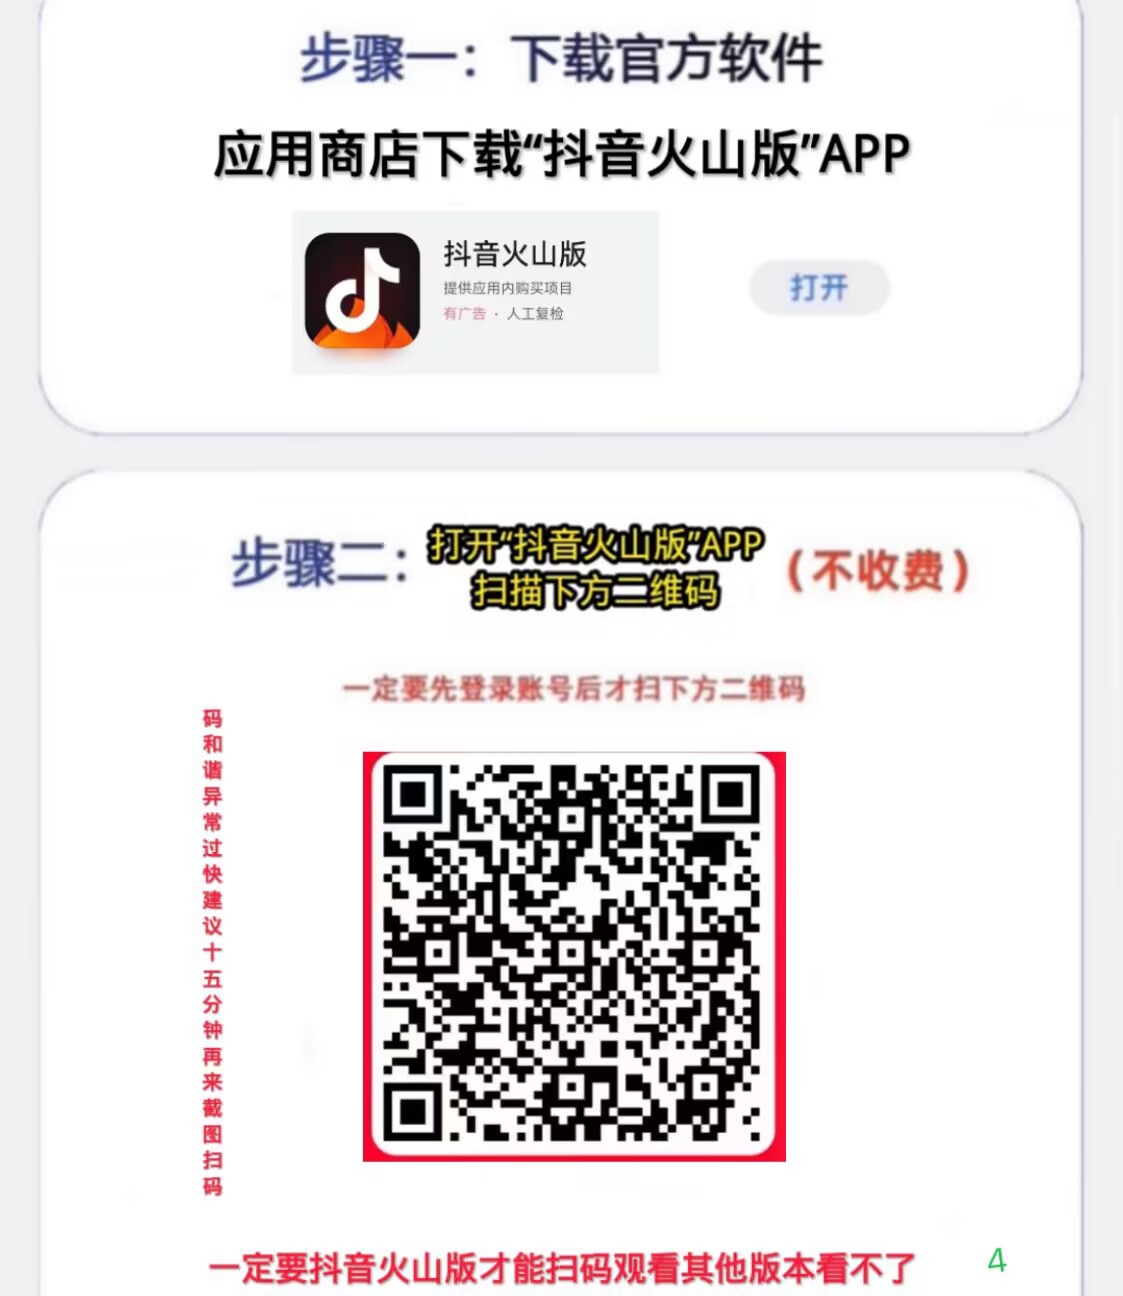 步骤一：下载官方软件
应用商店下载“抖音火山版”APP
抖音火山版
提供应用内购买项目
有广告 · 人工复检
打开
步骤二：
打开“抖音火山版”APP
扫描下方二维码
（不收费）
一定要先登录账号后才扫下方二维码
码和谐异常过快建议十五分钟再来截图扫码
一定要抖音火山版才能扫码观看其他版本看不了
4